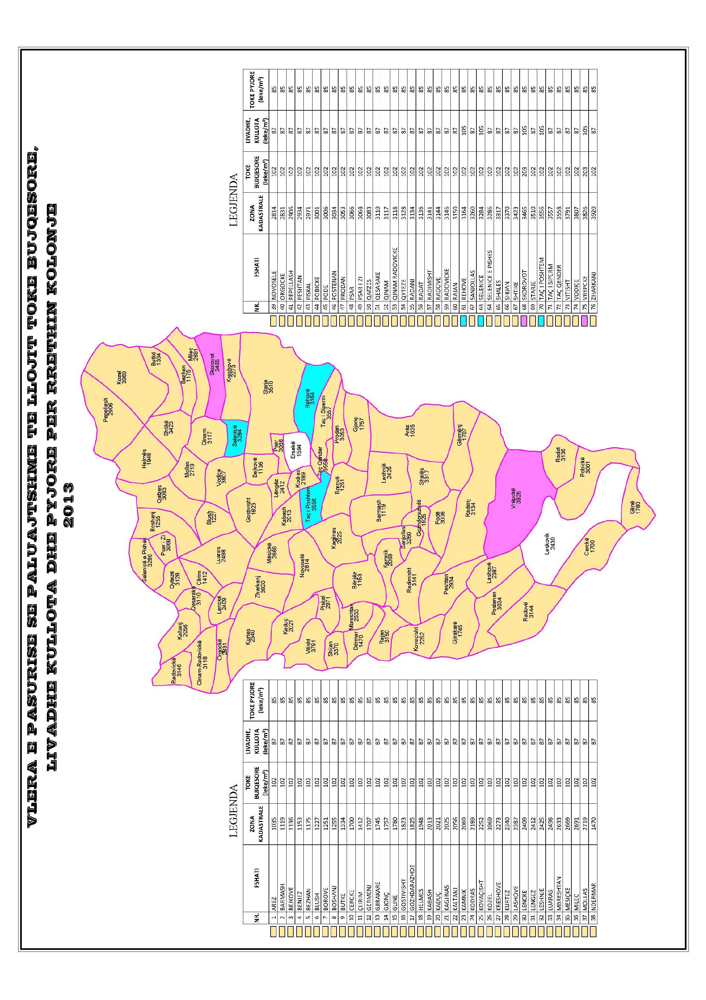 VLERA E PASURISE SE PALUAJTSHME TE LLOJIT TOKE BUJQESORE,
LIVADHE KULLOTA DHE PYJORE PER RRETHIN KOLONJE
2013
LEGJENDA
NR. FSHATI ZONA KADASTRALE TOKE BUJQESORE (leke/m²) LIVADHE, KULLOTA (leke/m²) TOKE PYJORE (leke/m²)
1 AREZ 1035 102 87 85
2 BARMASH 1119 102 87 85
3 BEJKOVE 1136 102 87 85
4 BENJEZ 1153 102 87 85
5 BEZHAN 1175 102 87 85
6 BLUSH 1227 102 87 85
7 BOROVE 1251 102 87 85
8 BOSHANJ 1255 102 87 85
9 BUTKE 1334 102 87 85
10 CERCKE 1700 102 87 85
11 ÇLIRIM 1412 102 87 85
12 GERMENJ 1707 102 87 85
13 GJIRAKARE 1745 102 87 85
14 GJONÇ 1757 102 87 85
15 GLINE 1780 102 87 85
16 GOSTIVISHT 1823 102 87 85
17 GOZHDARAZHDE 1825 102 87 85
18 HELMES 1948 102 87 85
19 KABASH 2013 102 87 85
20 KADUÇ 2021 102 87 85
21 KAGJINAS 2025 102 87 85
22 KALTANJ 2056 102 87 85
23 KAMNIK 2069 102 87 85
24 KODRAS 2189 102 87 85
25 KOVAÇISHT 2252 102 87 85
26 KOZEL 3969 102 87 85
27 KRESHOVE 2273 102 87 85
28 KURTEZ 2340 102 87 85
29 LASHOVE 2387 102 87 85
30 LENCKE 2409 102 87 85
31 LENGEZ 2412 102 87 85
32 LESHNJE 2425 102 87 85
33 LUARAS 2498 102 87 85
34 MBRESHTAN 2633 102 87 85
35 MESIÇKE 2669 102 87 85
36 MILEC 2691 102 87 85
37 MOLLAS 2719 102 87 85
38 NDERMAR 1470 102 87 85
Pepellash
2906
Kozel
3969
Butkë
1334
Bezhan
1175
Milec
2691
Skorovot
3465
Kreshovë
2273
Starje
3510
Helmës
1948
Shtikë
3423
Qinam
3117
Selenicë
3284
Mollas
2719
Vodice
3807
Bejkovë
1136
Qafzes
3083
Boshanj
1255
Blush
1227
Gostivisht
1823
Selenicë e Pishës
3286
Psar i Zi
3068
Luaras
2498
Qytezë
3128
Çlirim
1412
Qesarakë
3110
Lenckë
2409
Kaltanj
2056
Radovickë
3146
Qinam-Radovickë
3118
Orgockë
2831
Kurtes
2340
Zharkanj
3920
Mësickë
2669
Kabash
2013
Lëngëz
2412
Psar
3066
Ersekë
1594
Kodras
2189
Rehovë
3164
Taç i Siperm
3557
Taç Qender
3558
Taç i Poshtem
3556
Prodan
3053
Gjonç
1757
Borovë
1251
Novoselë
2814
Kagjinas
2025
Kaduç
2021
Vitisht
3791
Piskal
2971
Shijan
3370
Bënjëz
1153
Mbreshtan
2633
Dërmar
1470
Rajan
3150
Kamnik
2069
Barmash
1119
Leshnjë
2425
Arëz
1035
Shalës
3317
Gërmënj
1707
Sanjollas
3260
Gozhdorazhdë
1825
Podë
3006
Radimisht
3141
Kovaçisht
2252
Peshtan
2934
Gjirakarë
1745
Radanj
3134
Lashovë
2387
Postenan
3034
Radovë
3144
Vrëpckë
3826
Leskovik
2430
Radat
3136
Pobickë
3001
Cerckë
1700
Glinë
1780
LEGJENDA
NR. FSHATI ZONA KADASTRALE TOKE BUJQESORE (leke/m²) LIVADHE, KULLOTA (leke/m²) TOKE PYJORE (leke/m²)
39 NOVOSELE 2814 102 87 85
40 ORGOCKE 2831 102 87 85
41 PEPELLASH 2906 102 87 85
42 PESHTAN 2934 102 87 85
43 PISKAL 2971 102 87 85
44 POBICKE 3001 102 87 85
45 PODE 3006 102 87 85
46 POSTENAN 3034 102 87 85
47 PRODAN 3053 102 87 85
48 PSAR 3066 102 87 85
49 PSAR I ZI 3068 102 87 85
50 QAFZES 3083 102 87 85
51 QESARAKE 3110 102 87 85
52 QINAM 3117 102 87 85
53 QINAM RADOVICKE 3118 102 87 85
54 QYTEZE 3128 102 87 85
55 RADANJ 3134 102 87 85
56 RADAT 3136 102 87 85
57 RADIMISHT 3141 102 87 85
58 RADOVE 3144 102 87 85
59 RADOVICKE 3146 102 87 85
60 RAJAN 3150 102 87 85
61 REHOVE 3164 102 105 85
62 SANJOLLAS 3260 102 87 85
63 SELENICE 3284 102 105 85
64 SELENICE E PISHES 3286 102 87 85
65 SHALES 3317 102 87 85
66 SHIJAN 3370 102 87 85
67 SHTIKE 3423 102 87 85
68 SKOROVOT 3465 203 105 85
69 STARJE 3510 102 87 85
70 TAÇ I POSHTEM 3556 102 105 85
71 TAÇ I SIPERM 3557 102 87 85
72 TAÇ QENDER 3558 102 87 85
73 VITISHT 3791 102 87 85
74 VODICE 3807 102 87 85
75 VREPCKE 3826 203 105 85
76 ZHARKANJ 3920 102 87 85